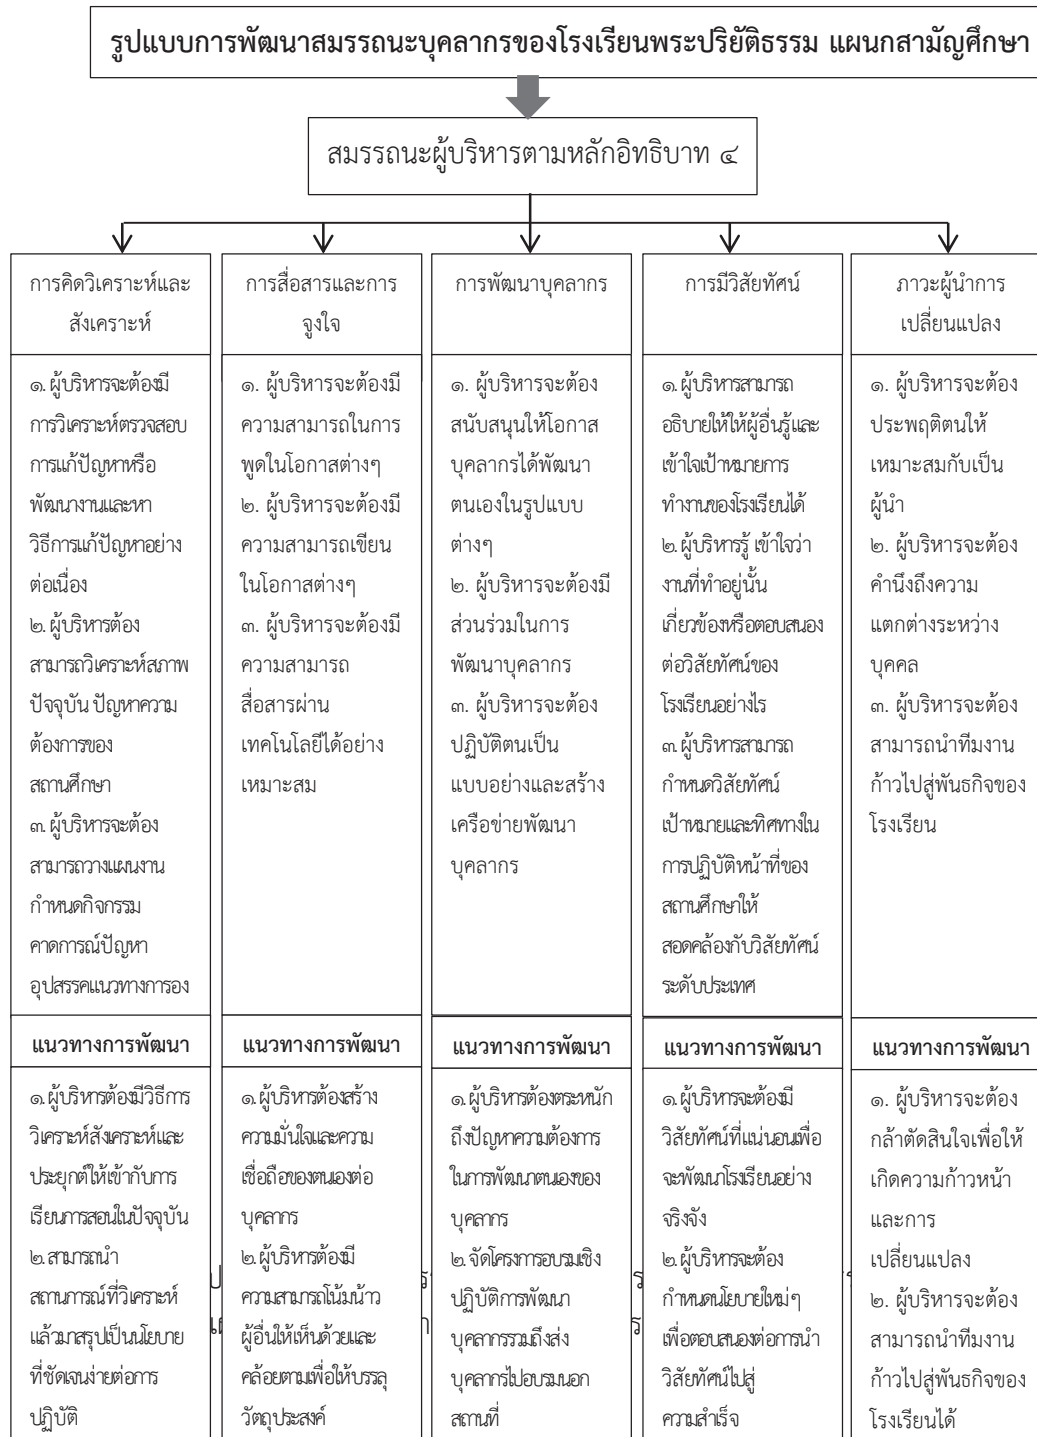 รูปแบบการพัฒนาสมรรถนะบุคลากรของโรงเรียนพระปริยัติธรรม แผนกสามัญศึกษา
สมรรถนะผู้บริหารตามหลักอิทธิบาท ๔
การคิดวิเคราะห์และ
สังเคราะห์
๑. ผู้บริหารจะต้องมี
การวิเคราะห์ตรวจสอบ
การแก้ปัญหาหรือ
พัฒนางานและหา
วิธีการแก้ปัญหาอย่าง
ต่อเนื่อง
๒. ผู้บริหารต้อง
สามารถวิเคราะห์สภาพ
ปัจจุบัน ปัญหาความ
ต้องการของ
สถานศึกษา
๓. ผู้บริหารจะต้อง
สามารถวางแผนงาน
กำหนดกิจกรรม
คาดการณ์ปัญหา
อุปสรรคแนวทางการอง
แนวทางการพัฒนา
๑. ผู้บริหารต้องมีวิธีการ
วิเคราะห์สังเคราะห์และ
ประยุกต์ให้เข้ากับการ
เรียนการสอนในปัจจุบัน
๒. สามารถนำ
สถานการณ์ที่วิเคราะห์
แล้วมาสรุปเป็นนโยบาย
ที่ชัดเจนง่ายต่อการ
ปฏิบัติ
การสื่อสารและการ
จูงใจ
๑. ผู้บริหารจะต้องมี
ความสามารถในการ
พูดในโอกาสต่างๆ
๒. ผู้บริหารจะต้องมี
ความสามารถเขียน
ในโอกาสต่างๆ
๓. ผู้บริหารจะต้องมี
ความสามารถ
สื่อสารผ่าน
เทคโนโลยีได้อย่าง
เหมาะสม
แนวทางการพัฒนา
๑. ผู้บริหารต้องสร้าง
ความมั่นใจและความ
เชื่อถือของตนเองต่อ
บุคลากร
๒. ผู้บริหารต้องมี
ความสามารถโน้มน้าว
ผู้อื่นให้เห็นด้วยและ
คล้อยตามเพื่อให้บรรลุ
วัตถุประสงค์
การพัฒนาบุคลากร
๑. ผู้บริหารจะต้อง
สนับสนุนให้โอกาส
บุคลากรได้พัฒนา
ตนเองในรูปแบบ
ต่างๆ
๒. ผู้บริหารจะต้องมี
ส่วนร่วมในการ
พัฒนาบุคลากร
๓. ผู้บริหารจะต้อง
ปฏิบัติตนเป็น
แบบอย่างและสร้าง
เครือข่ายพัฒนา
บุคลากร
แนวทางการพัฒนา
๑. ผู้บริหารต้องตระหนัก
ถึงปัญหาความต้องการ
ในการพัฒนาตนเองของ
บุคลากร
๒. จัดโครงการอบรมเชิง
ปฏิบัติการพัฒนา
บุคลากรรวมถึงส่ง
บุคลากรไปอบรมนอก
สถานที่
การมีวิสัยทัศน์
๑. ผู้บริหารสามารถ
อธิบายให้ให้ผู้อื่นรู้และ
เข้าใจเป้าหมายการ
ทำงานของโรงเรียนได้
๒. ผู้บริหารรู้ เข้าใจว่า
งานที่ทำอยู่นั้น
เกี่ยวข้องหรือตอบสนอง
ต่อวิสัยทัศน์ของ
โรงเรียนอย่างไร
๓. ผู้บริหารสามารถ
กำหนดวิสัยทัศน์
เป้าหมายและทิศทางใน
การปฏิบัติหน้าที่ของ
สถานศึกษาให้
สอดคล้องกับวิสัยทัศน์
ระดับประเทศ
แนวทางการพัฒนา
๑. ผู้บริหารจะต้องมี
วิสัยทัศน์ที่แน่นอนเพื่อ
จะพัฒนาโรงเรียนอย่าง
จริงจัง
๒. ผู้บริหารจะต้อง
กำหนดนโยบายใหม่ๆ
เพื่อตอบสนองต่อการนำ
วิสัยทัศน์ไปสู่
ความสำเร็จ
ภาวะผู้นำการ
เปลี่ยนแปลง
๑. ผู้บริหารจะต้อง
ประพฤติตนให้
เหมาะสมกับเป็น
ผู้นำ
๒. ผู้บริหารจะต้อง
คำนึงถึงความ
แตกต่างระหว่าง
บุคคล
๓. ผู้บริหารจะต้อง
สามารถนำทีมงาน
ก้าวไปสู่พันธกิจของ
โรงเรียน
แนวทางการพัฒนา
๑. ผู้บริหารจะต้อง
กล้าตัดสินใจเพื่อให้
เกิดความก้าวหน้า
และการ
เปลี่ยนแปลง
๒. ผู้บริหารจะต้อง
สามารถนำทีมงาน
ก้าวไปสู่พันธกิจของ
โรงเรียนได้